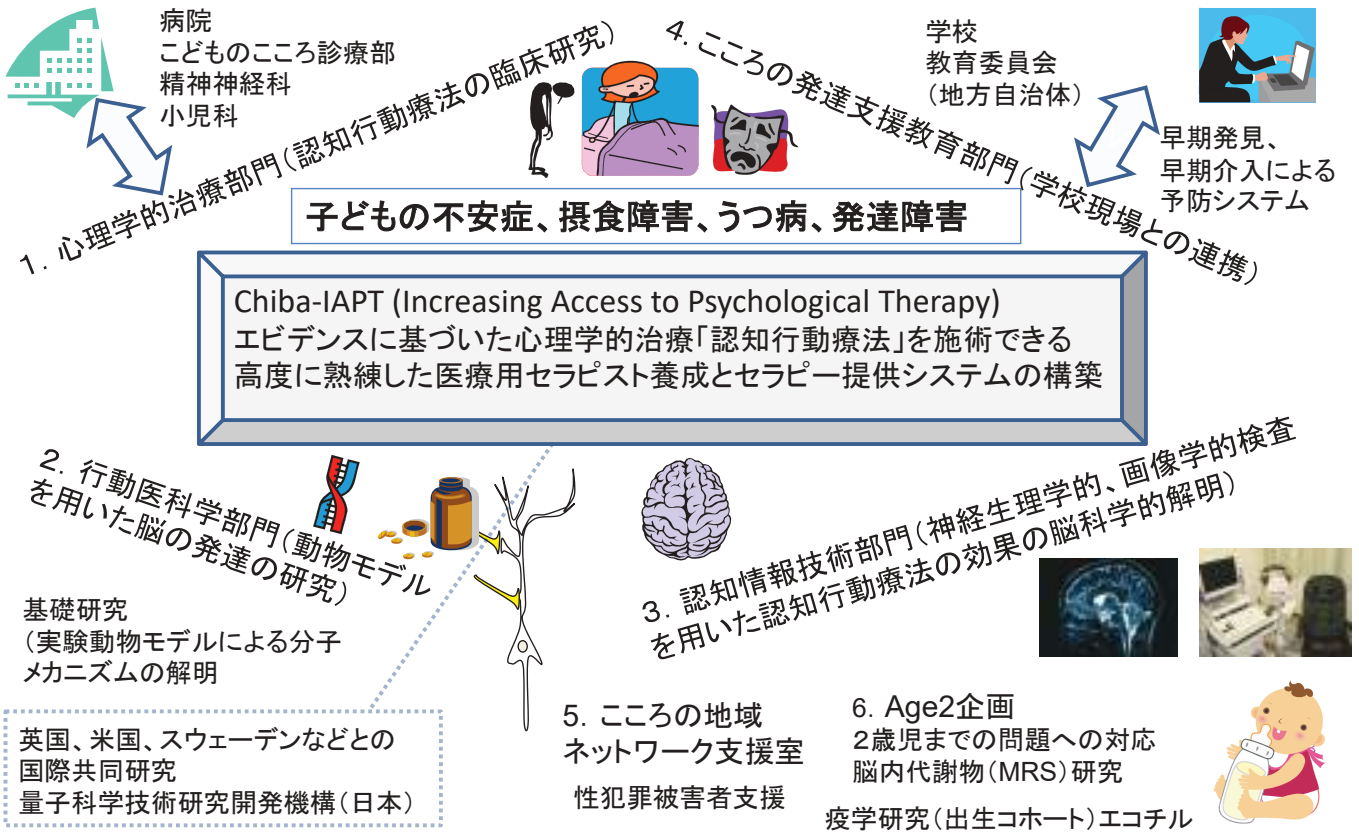 病院
こどものこころ診療部
精神神経科
小児科
1. 心理学的治療部門(認知行動療法の臨床研究)
4. こころの発達支援教育部門(学校現場との連携)
学校
教育委員会
(地方自治体)
早期発見、
早期介入による
予防システム
子どもの不安症、摂食障害、うつ病、発達障害
Chiba-IAPT (Increasing Access to Psychological Therapy)
エビデンスに基づいた心理学的治療「認知行動療法」を施術できる
高度に熟練した医療用セラピスト養成とセラピー提供システムの構築
2. 行動医科学部門(動物モデル
を用いた脳の発達の研究)
基礎研究
(実験動物モデルによる分子
メカニズムの解明
3. 認知情報技術部門(神経生理学的、画像学的検査
を用いた認知行動療法の効果の脳科学的解明)
英国、米国、スウェーデンなどとの
国際共同研究
量子科学技術研究開発機構(日本)
5. こころの地域
ネットワーク支援室
性犯罪被害者支援
6. Age2企画
2歳児までの問題への対応
脳内代謝物(MRS)研究
疫学研究(出生コホート)エコチル